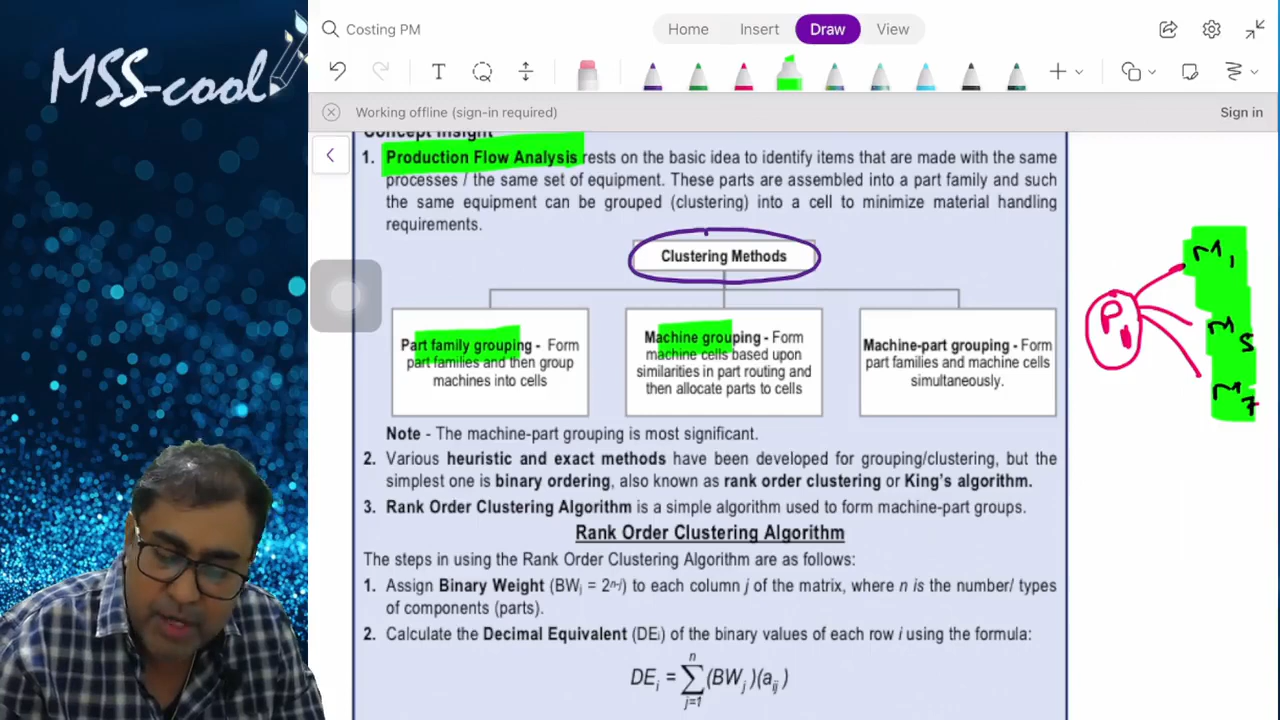 MSS-cool
Costing PM
Home Insert Draw View
Working offline (sign-in required)
Sign in
Concept Insight
1. Production Flow Analysis rests on the basic idea to identify items that are made with the same
processes / the same set of equipment. These parts are assembled into a part family and such
the same equipment can be grouped (clustering) into a cell to minimize material handling
requirements.
Clustering Methods
Part family grouping - Form
part families and then group
machines into cells
Machine grouping - Form
machine cells based upon
similarities in part routing and
then allocate parts to cells
Machine-part grouping - Form
part families and machine cells
simultaneously.
P1
M1
M5
M7
Note - The machine-part grouping is most significant.
2. Various heuristic and exact methods have been developed for grouping/clustering, but the
simplest one is binary ordering, also known as rank order clustering or King's algorithm.
3. Rank Order Clustering Algorithm is a simple algorithm used to form machine-part groups.
Rank Order Clustering Algorithm
The steps in using the Rank Order Clustering Algorithm are as follows:
1. Assign Binary Weight (BWj = 2^n-j) to each column j of the matrix, where n is the number/ types
of components (parts).
2. Calculate the Decimal Equivalent (DEi) of the binary values of each row i using the formula:
DEi = n∑j=1 (BWj)(aij)